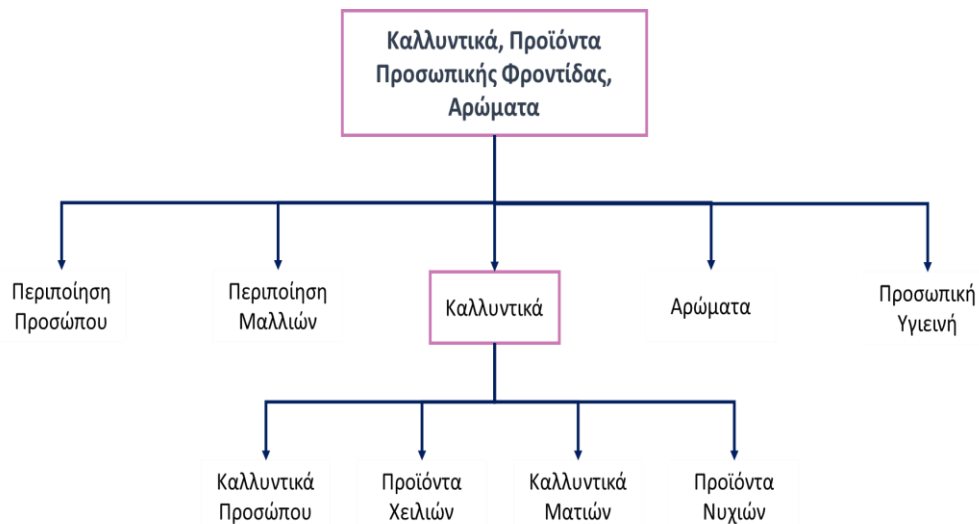 Καλλυντικά, Προϊόντα
Προσωπικής Φροντίδας,
Αρώματα
Περιποίηση
Προσώπου
Περιποίηση
Μαλλιών
Καλλυντικά
Αρώματα
Προσωπική
Υγιεινή
Καλλυντικά
Προσώπου
Προϊόντα
Χειλιών
Καλλυντικά
Ματιών
Προϊόντα
Νυχιών